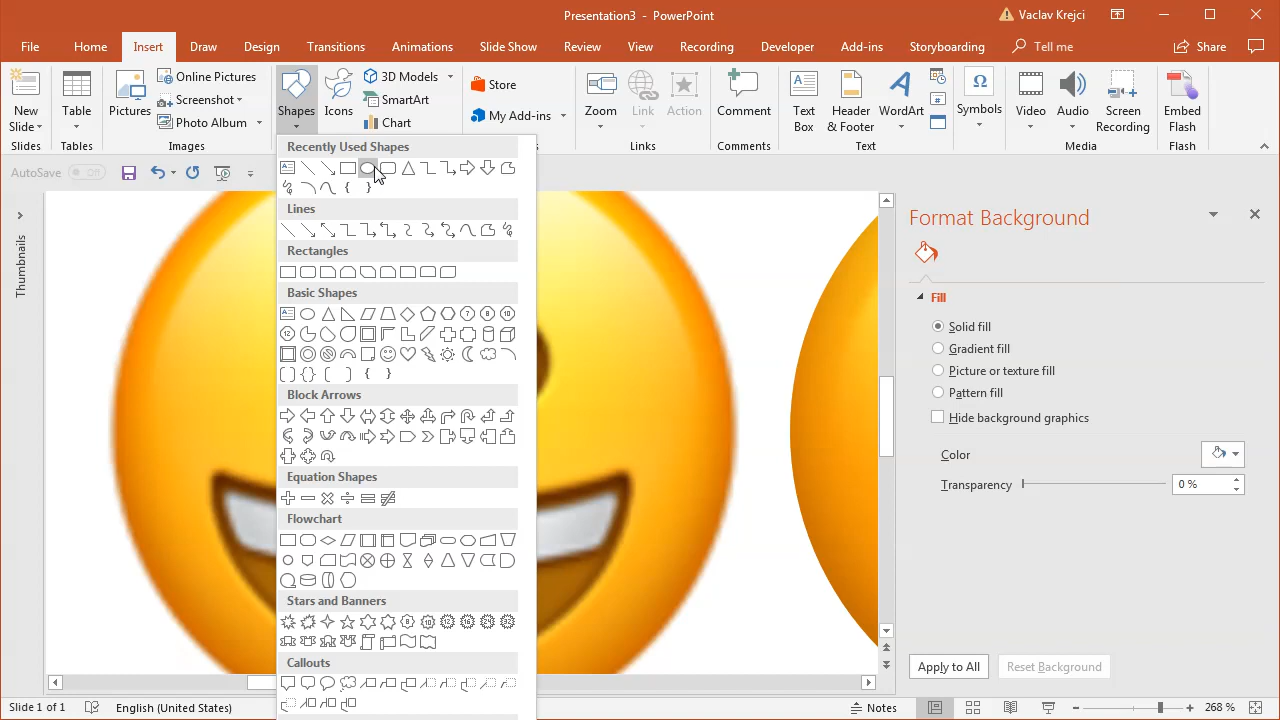 Presentation3 - PowerPoint
Vaclav Krejci
File Home Insert Draw Design Transitions Animations Slide Show Review View Recording Developer Add-ins Storyboarding Tell me Share
New Slide
Slides
Table
Tables
Pictures
Online Pictures
Screenshot
Photo Album
Images
Shapes
Icons
3D Models
SmartArt
Chart
Store
My Add-ins
Zoom
Link
Action
Links
Comment
Comments
Text Box
Header & Footer
WordArt
Text
Symbols
Video
Audio
Screen Recording
Media
Embed Flash
Flash
AutoSave Off
Recently Used Shapes
Lines
Rectangles
Basic Shapes
Block Arrows
Equation Shapes
Flowchart
Stars and Banners
Callouts
Thumbnails
Format Background
Fill
Solid fill
Gradient fill
Picture or texture fill
Pattern fill
Hide background graphics
Color
Transparency 0 %
Apply to All Reset Background
Slide 1 of 1 English (United States) Notes 268 %